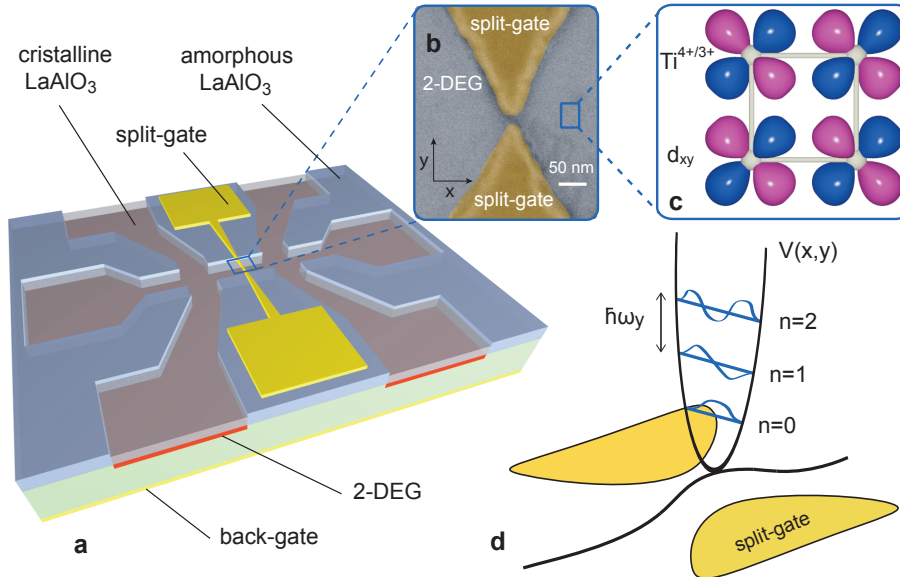 cristalline
LaAlO₃
amorphous
LaAlO₃
split-gate
2-DEG
back-gate
a
b
split-gate
2-DEG
y
x
50 nm
split-gate
Ti4+/3+
dxy
c
V(x,y)
ħωy
n=2
n=1
n=0
split-gate
d